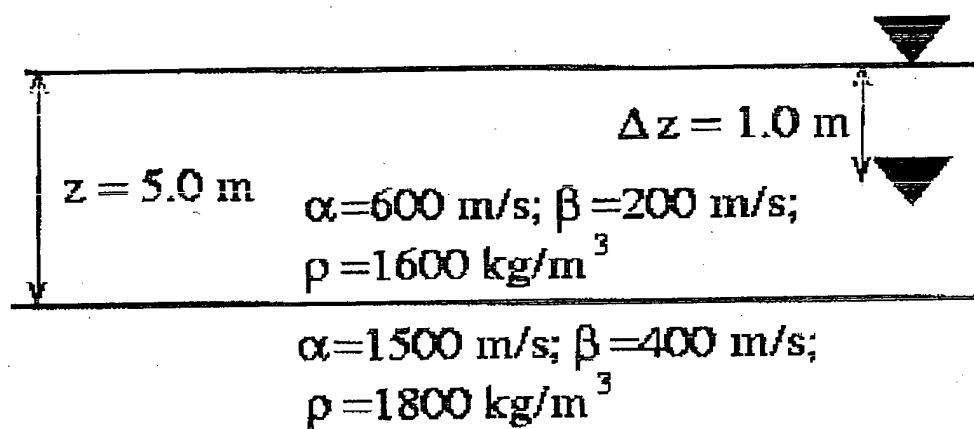 Δz = 1.0 m
z = 5.0 m
α=600 m/s; β=200 m/s;
ρ=1600 kg/m³
α=1500 m/s; β=400 m/s;
ρ=1800 kg/m³